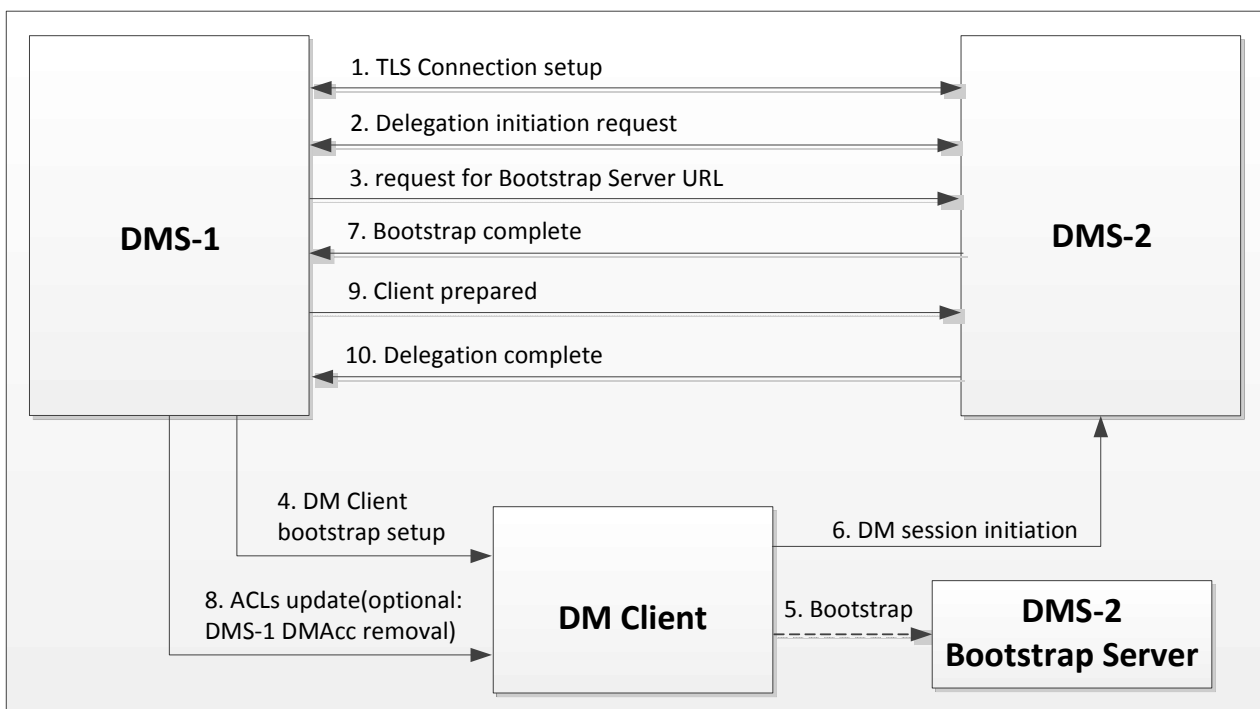 1. TLS Connection setup
2. Delegation initiation request
3. request for Bootstrap Server URL
DMS-1
7. Bootstrap complete
DMS-2
9. Client prepared
10. Delegation complete
4. DM Client
bootstrap setup
6. DM session initiation
8. ACLs update(optional:
DMS-1 DMAcc removal)
DM Client
5. Bootstrap
DMS-2
Bootstrap Server